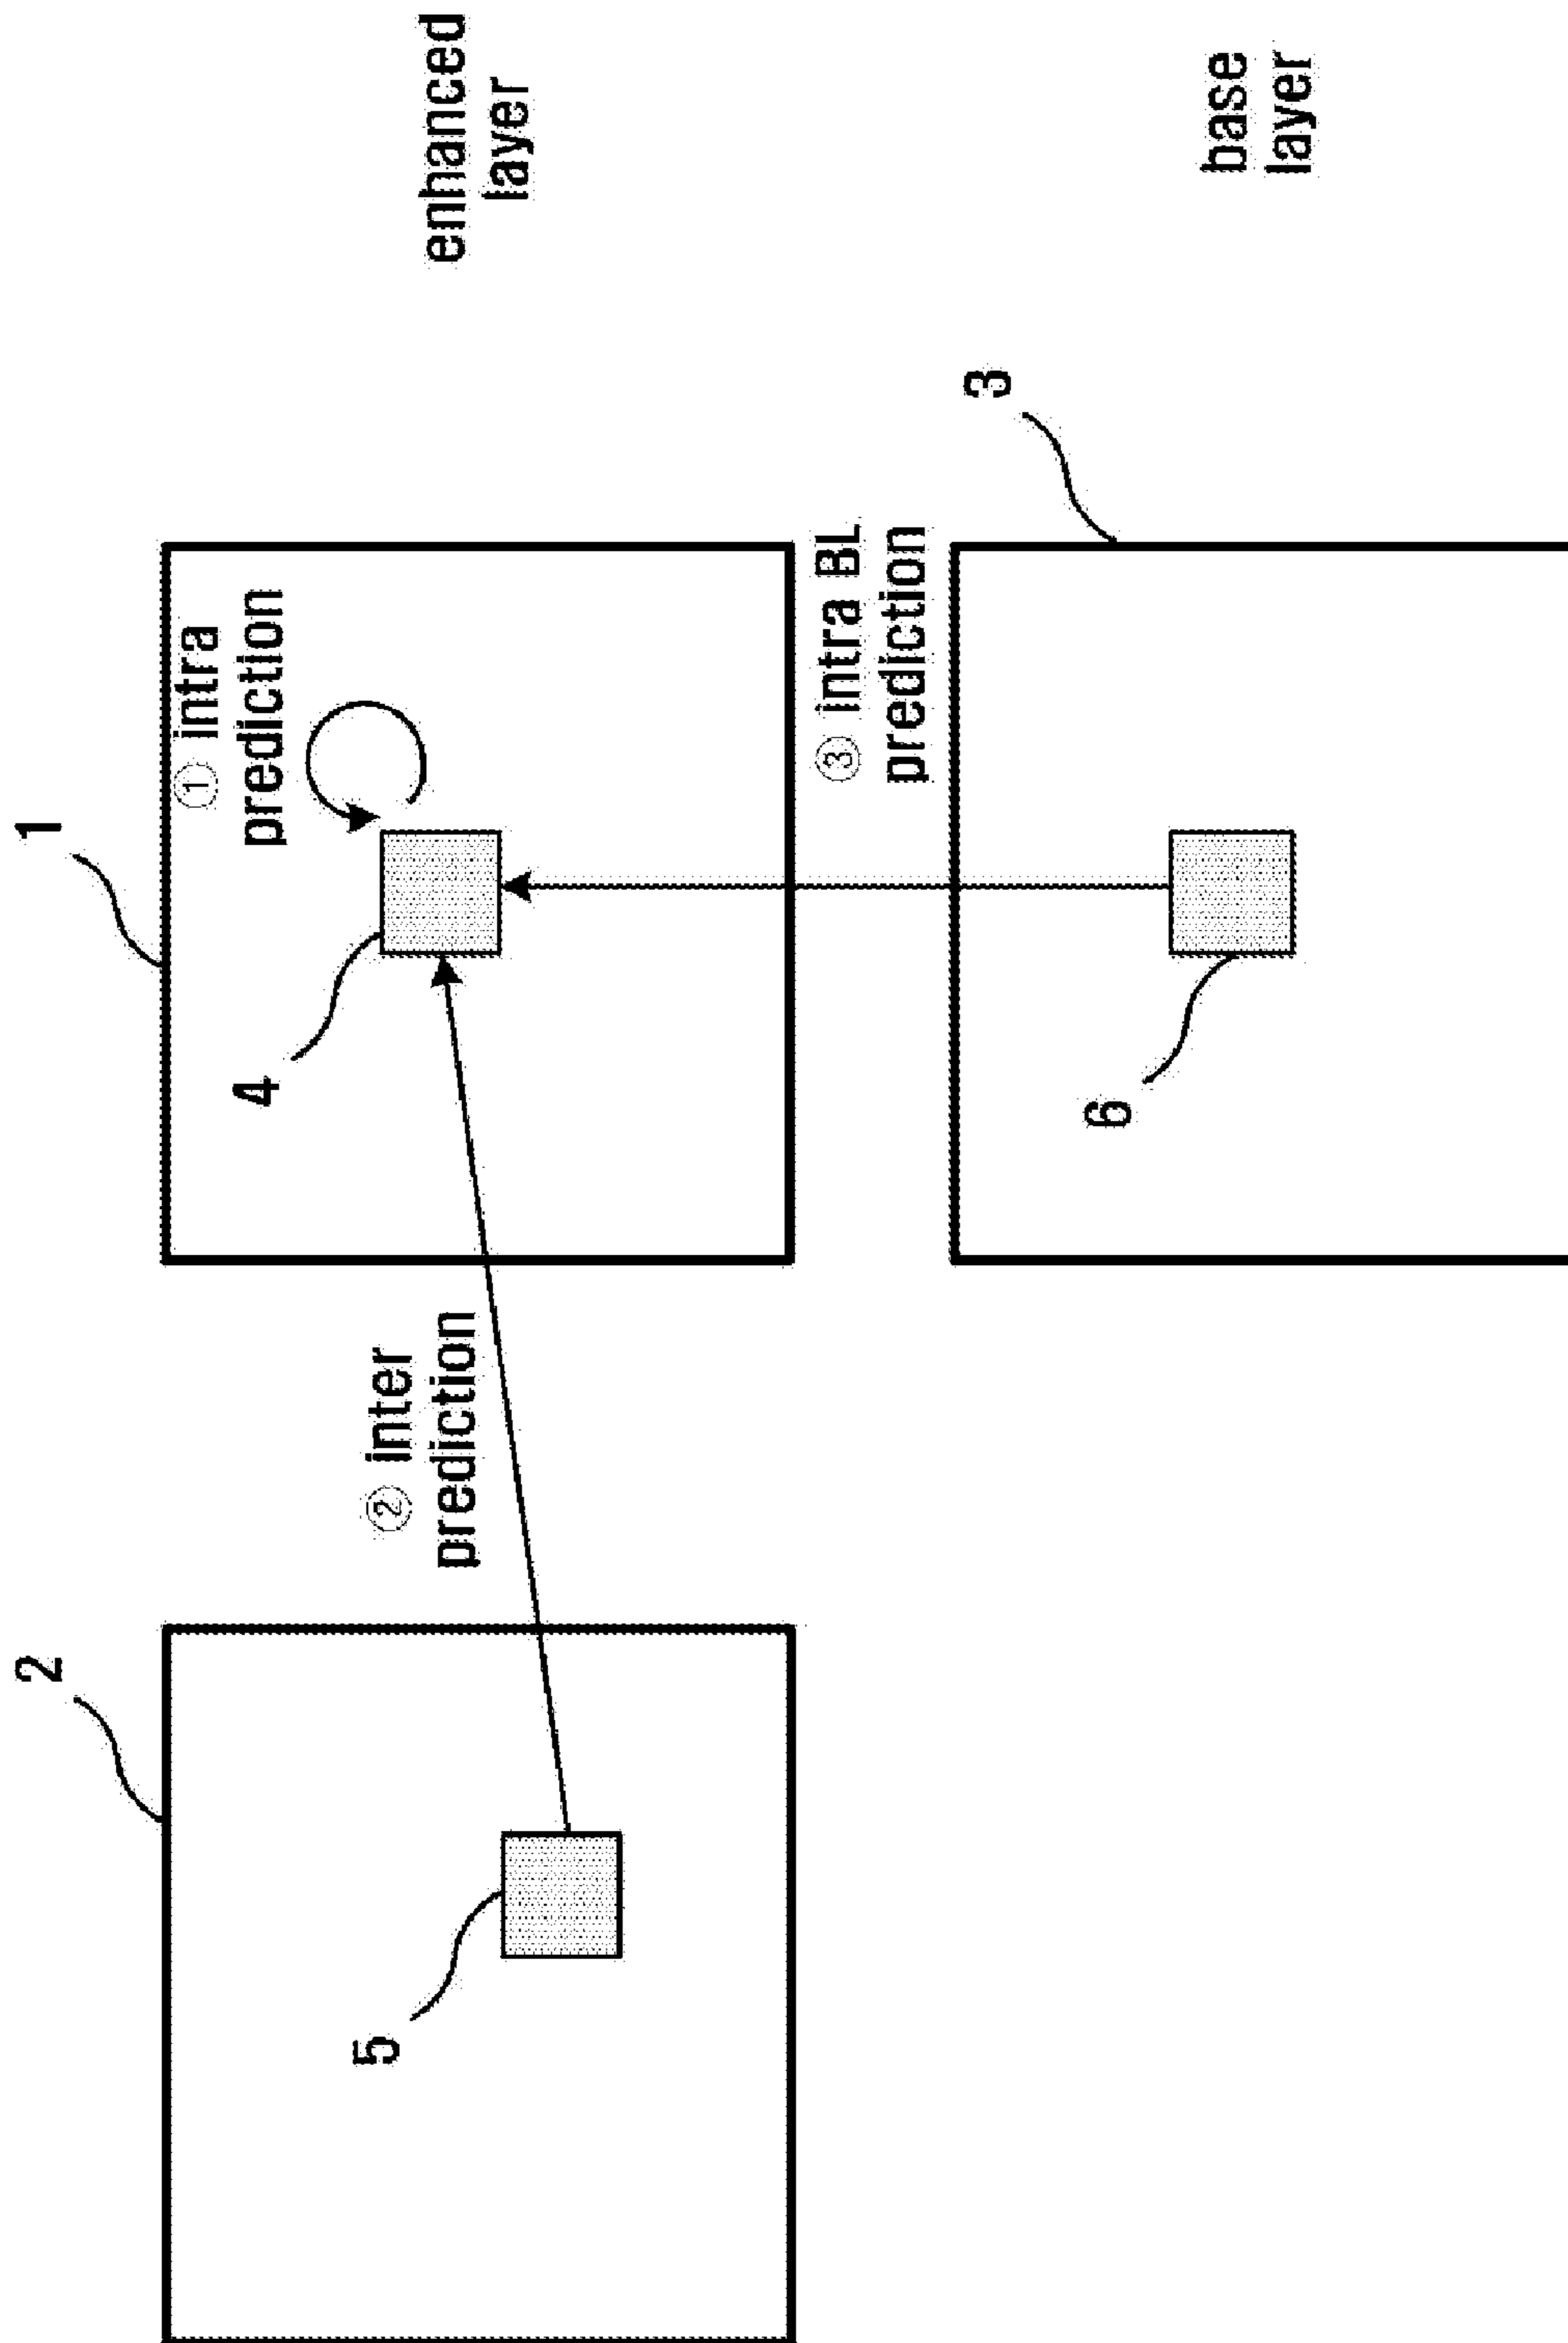 2
1
① intra
prediction
5
② inter
prediction
4
enhanced
layer
③ intra BL
prediction
3
6
base
layer